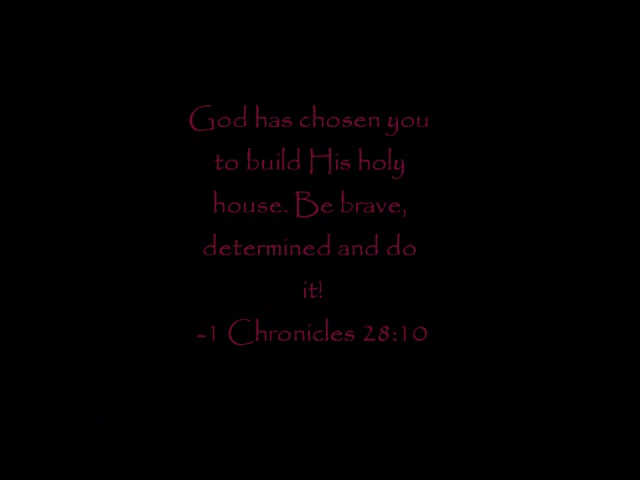 God has chosen you
to build His holy
house. Be brave,
determined and do
it!
-1 Chronicles 28:10